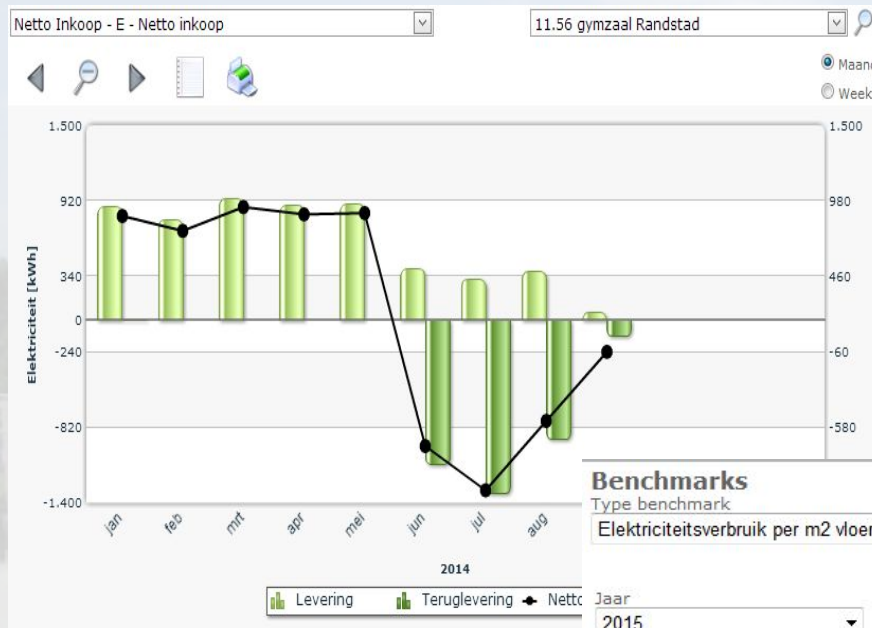 Netto Inkoop - E - Netto inkoop
11.56 gymzaal Randstad
Maand
Week
1.500
920
340
0
-240
-820
-1.400
Elektriciteit [kWh]
1.500
980
460
-60
-580
jan
feb
mrt
apr
mei
jun
jul
aug
2014
Levering
Teruglevering
Netto
Benchmarks
Type benchmark
Elektriciteitsverbruik per m2 vloer
Jaar
2015